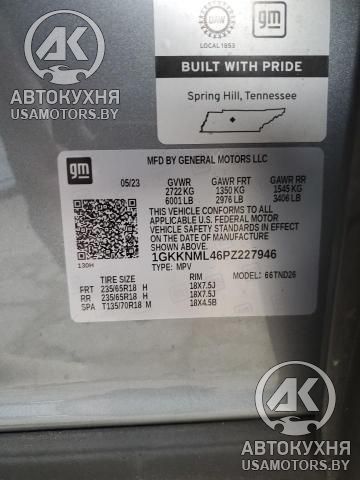 AK
АВТОКУХНЯ
USAMOTORS.BY
UAW
LOCAL 1853
gm
BUILT WITH PRIDE
Spring Hill, Tennessee
gm
MFD BY GENERAL MOTORS LLC
05/23 GVWR GAWR FRT GAWR RR
2722 KG 1350 KG 1545 KG
6001 LB 2976 LB 3406 LB
THIS VEHICLE CONFORMS TO ALL
APPLICABLE U.S. FEDERAL MOTOR
VEHICLE SAFETY STANDARDS IN EFFECT
ON THE DATE OF MANUFACTURE
SHOWN ABOVE.
1GKKNML46PZ227946
130H
TYPE: MPV
MODEL: 66TND26
TIRE SIZE RIM
FRT 235/65R18 H 18X7.5J
RR 235/65R18 H 18X7.5J
SPA T135/70R18 M 18X4.5B
AK
АВТОКУХНЯ
USAMOTORS.BY